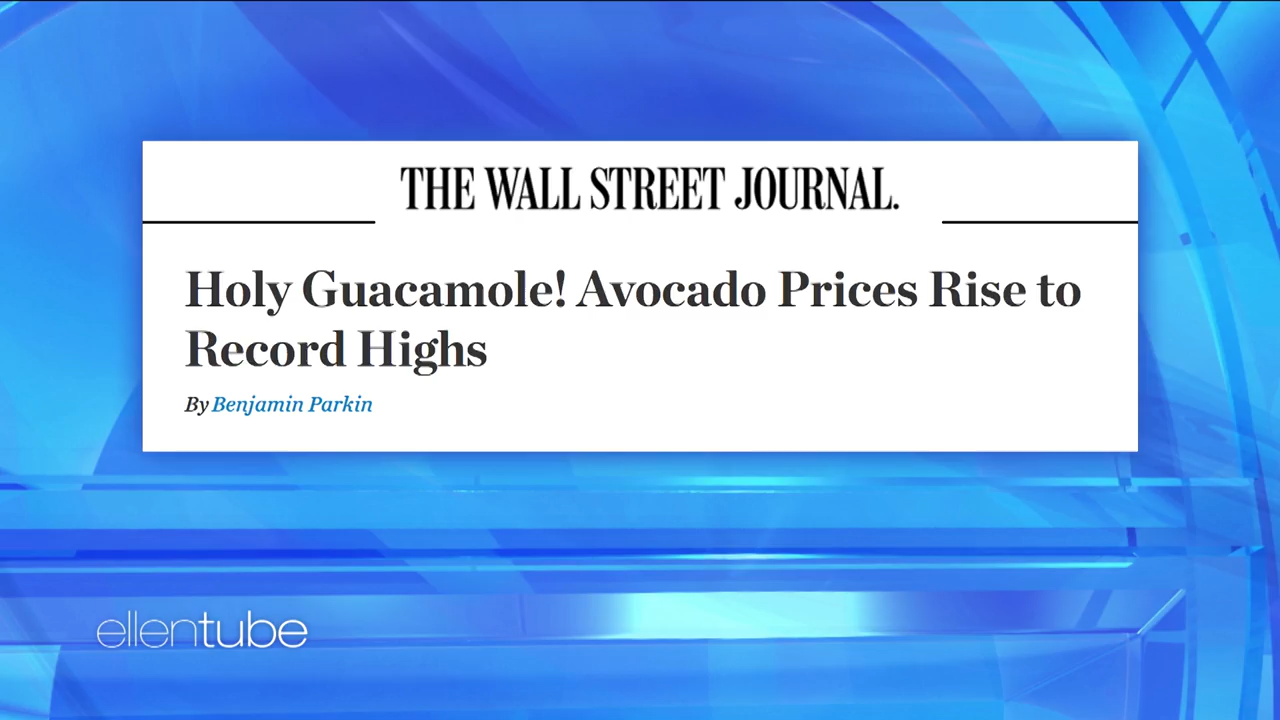 THE WALL STREET JOURNAL.
Holy Guacamole! Avocado Prices Rise to
Record Highs
By Benjamin Parkin
ellentube